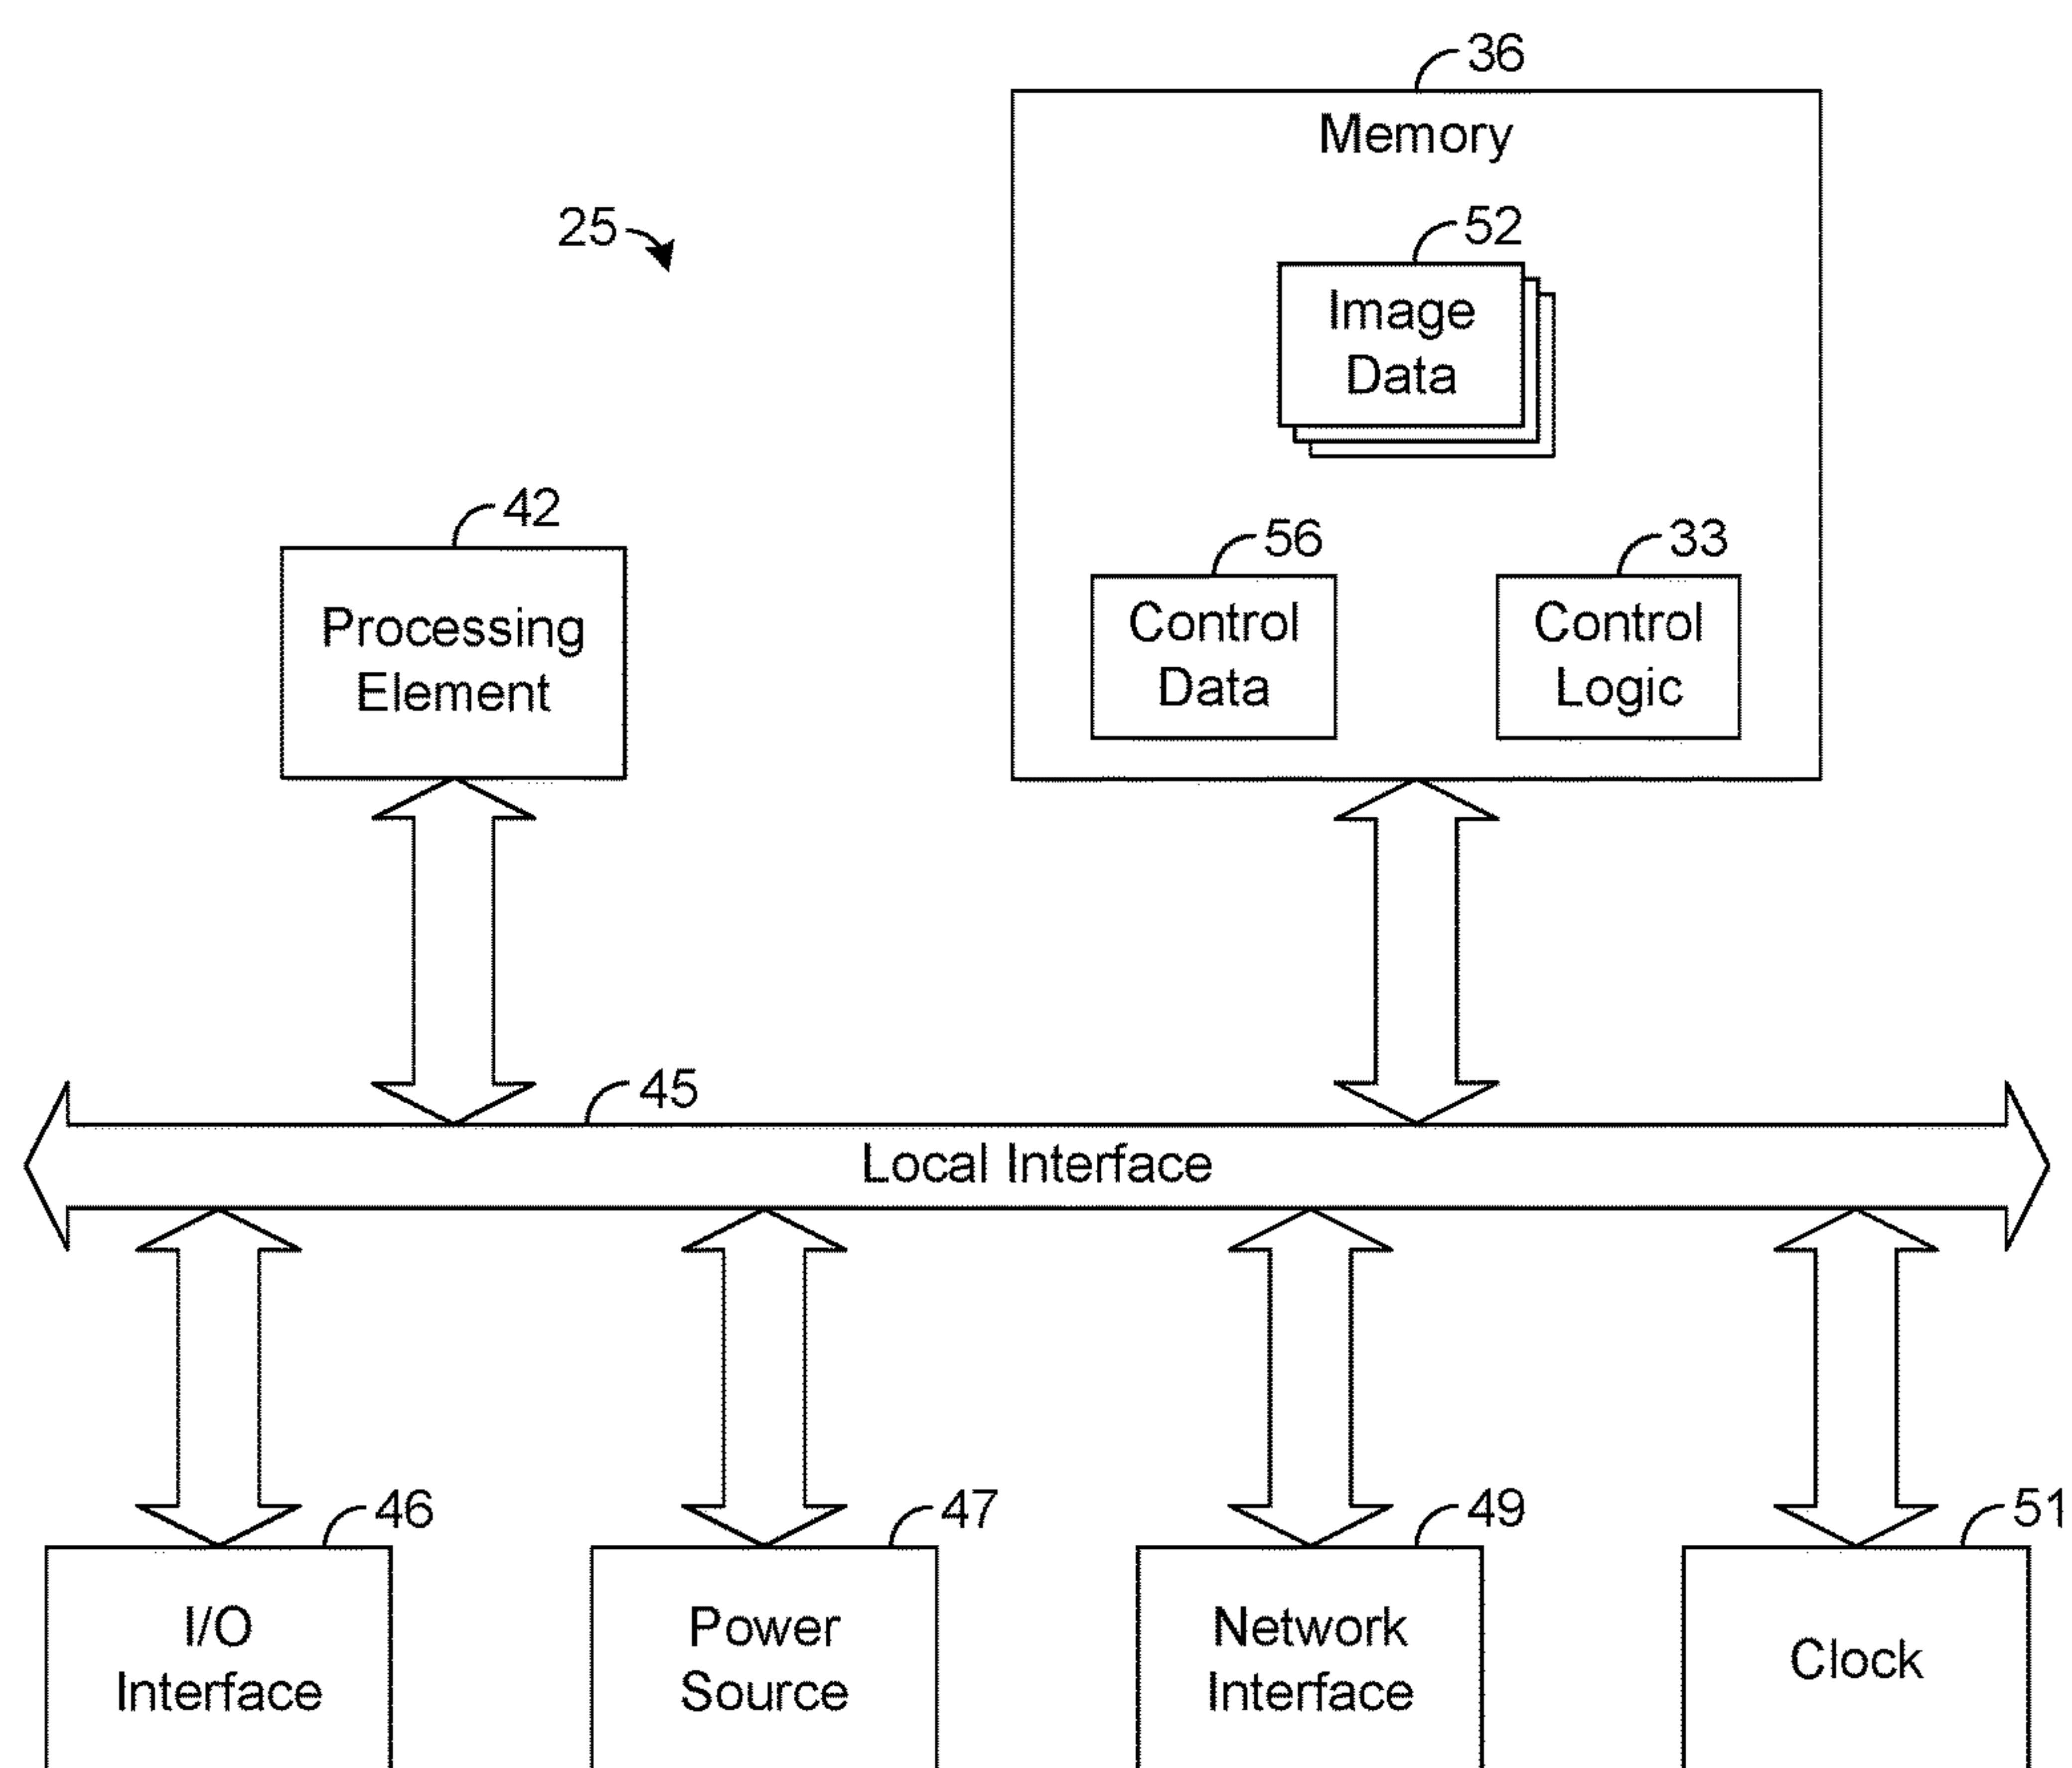 36
Memory
25
52
Image
Data
42
Processing
Element
56
Control
Data
33
Control
Logic
45
Local Interface
46
I/O
Interface
47
Power
Source
49
Network
Interface
51
Clock